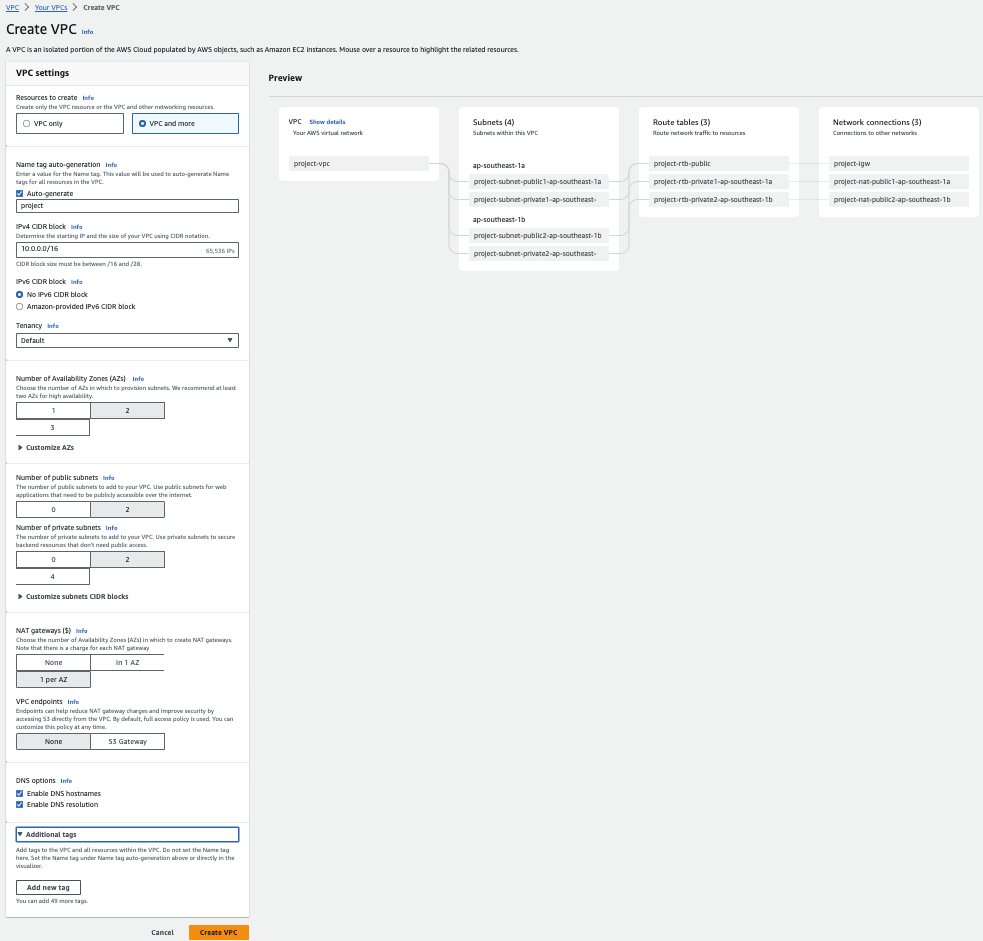 VPC > Your VPCs > Create VPC
Create VPC Info
A VPC is an isolated portion of the AWS Cloud populated by AWS objects, such as Amazon EC2 instances. Mouse over a resource to highlight the related resources.
VPC settings
Resources to create Info
Create only the VPC resource or the VPC and other networking resources.
VPC only
VPC and more
Name tag auto-generation Info
Enter a value for the Name tag. This value will be used to auto-generate Name
tags for all resources in the VPC.
Auto-generate
project
IPv4 CIDR block Info
Determine the starting IP and the size of your VPC using CIDR notation.
10.0.0.0/16 65,536 IPs
CIDR block size must be between /16 and /28.
IPv6 CIDR block Info
No IPv6 CIDR block
Amazon-provided IPv6 CIDR block
Tenancy Info
Default
Number of Availability Zones (AZs) Info
Choose the number of AZs in which to provision subnets. We recommend at least
two AZs for high availability.
1 2
3
Customize AZs
Number of public subnets Info
The number of public subnets to add to your VPC. Use public subnets for web
applications that need to be publicly accessible over the internet.
0 2
Number of private subnets Info
The number of private subnets to add to your VPC. Use private subnets to secure
backend resources that don't need public access.
0 2
4
Customize subnets CIDR blocks
NAT gateways ($) Info
Choose the number of Availability Zones (AZs) in which to create NAT gateways.
Note that there is a charge for each NAT gateway
None In 1 AZ
1 per AZ
VPC endpoints Info
Endpoints can help reduce NAT gateway charges and improve security by
accessing S3 directly from the VPC. By default, full access policy is used. You can
customize this policy at any time.
None S3 Gateway
DNS options Info
Enable DNS hostnames
Enable DNS resolution
Additional tags
Add tags to the VPC and all resources within the VPC. Do not set the Name tag
here. Set the Name tag under Name tag auto-generation above or directly in the
visualizer.
Add new tag
You can add 49 more tags.
Cancel Create VPC
Preview
VPC Show details
Your AWS virtual network
project-vpc
Subnets (4)
Subnets within this VPC
ap-southeast-1a
project-subnet-public1-ap-southeast-1a
project-subnet-private1-ap-southeast-
ap-southeast-1b
project-subnet-public2-ap-southeast-1b
project-subnet-private2-ap-southeast-
Route tables (3)
Route network traffic to resources
project-rtb-public
project-rtb-private1-ap-southeast-1a
project-rtb-private2-ap-southeast-1b
Network connections (3)
Connections to other networks
project-igw
project-nat-public1-ap-southeast-1a
project-nat-public2-ap-southeast-1b